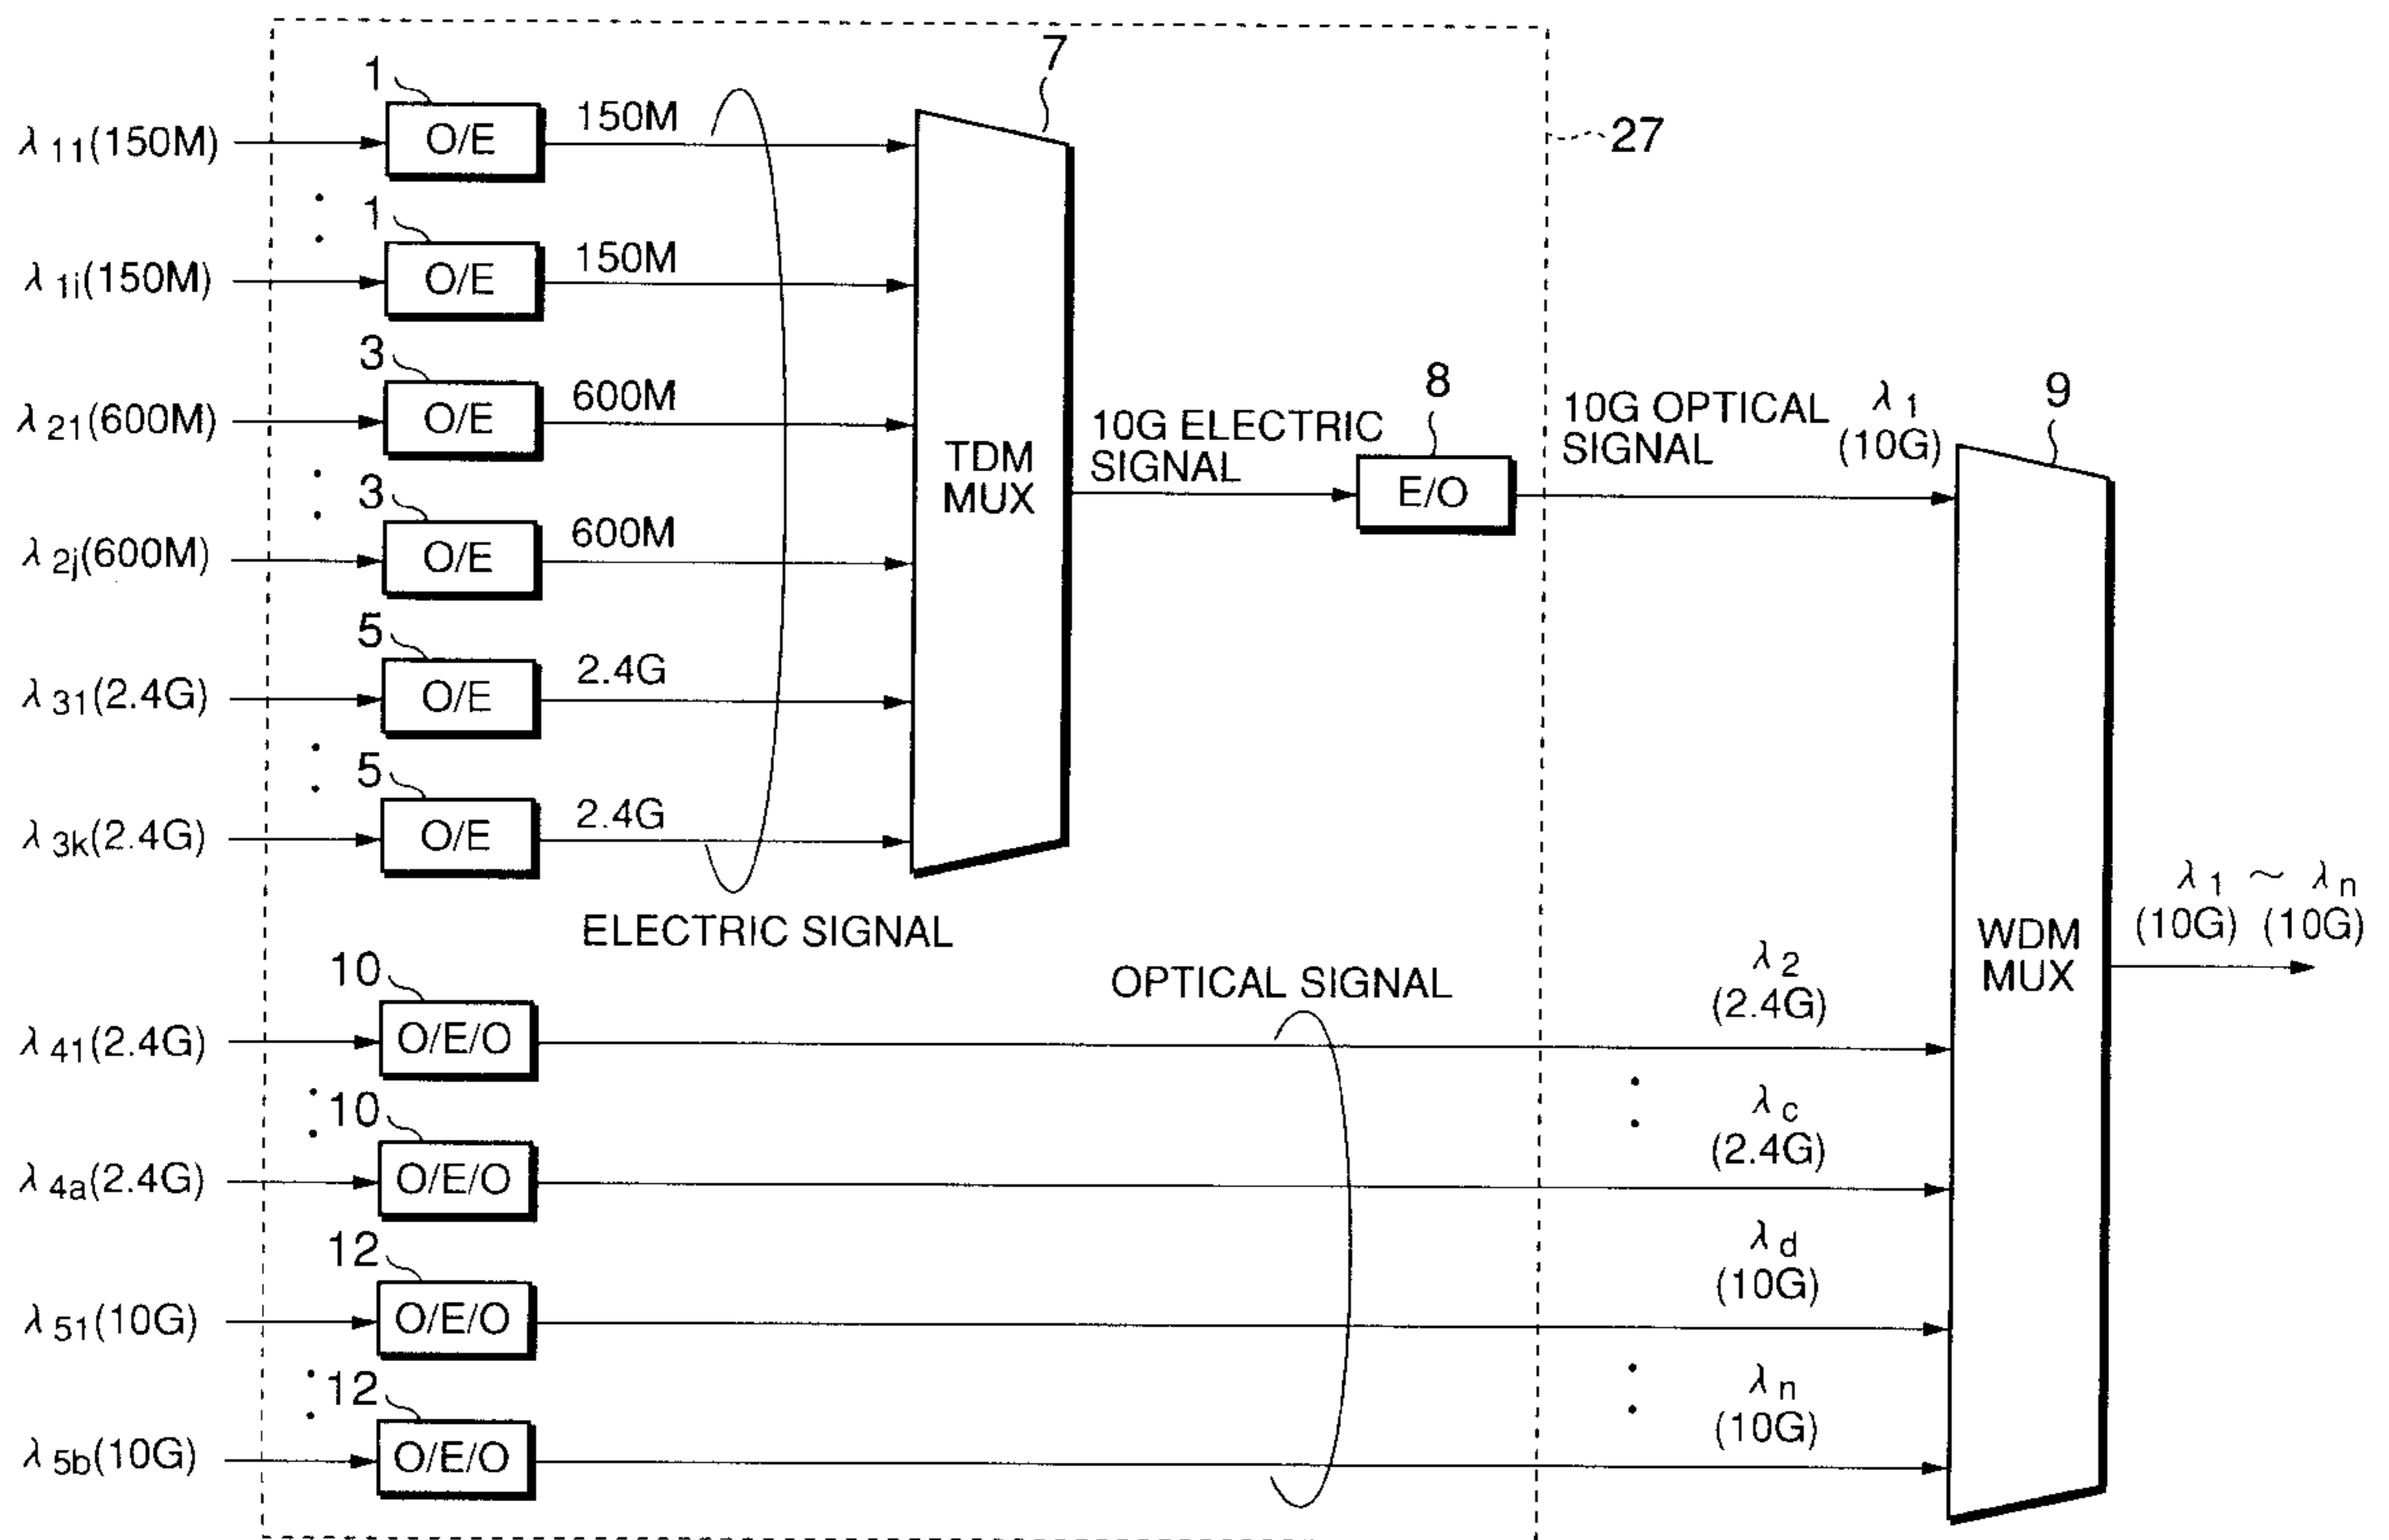 7
1
λ11(150M)
O/E
150M
27
1
λ1i(150M)
O/E
150M
3
λ21(600M)
O/E
600M
8
9
10G ELECTRIC
SIGNAL
10G OPTICAL
SIGNAL
λ1
(10G)
TDM
MUX
E/O
3
λ2j(600M)
O/E
600M
5
λ31(2.4G)
O/E
2.4G
5
λ3k(2.4G)
O/E
2.4G
ELECTRIC SIGNAL
λ1 ~ λn
(10G) (10G)
WDM
MUX
OPTICAL SIGNAL
10
λ41(2.4G)
O/E/O
λ2
(2.4G)
10
λ4a(2.4G)
O/E/O
λc
(2.4G)
12
λ51(10G)
O/E/O
λd
(10G)
12
λ5b(10G)
O/E/O
λn
(10G)